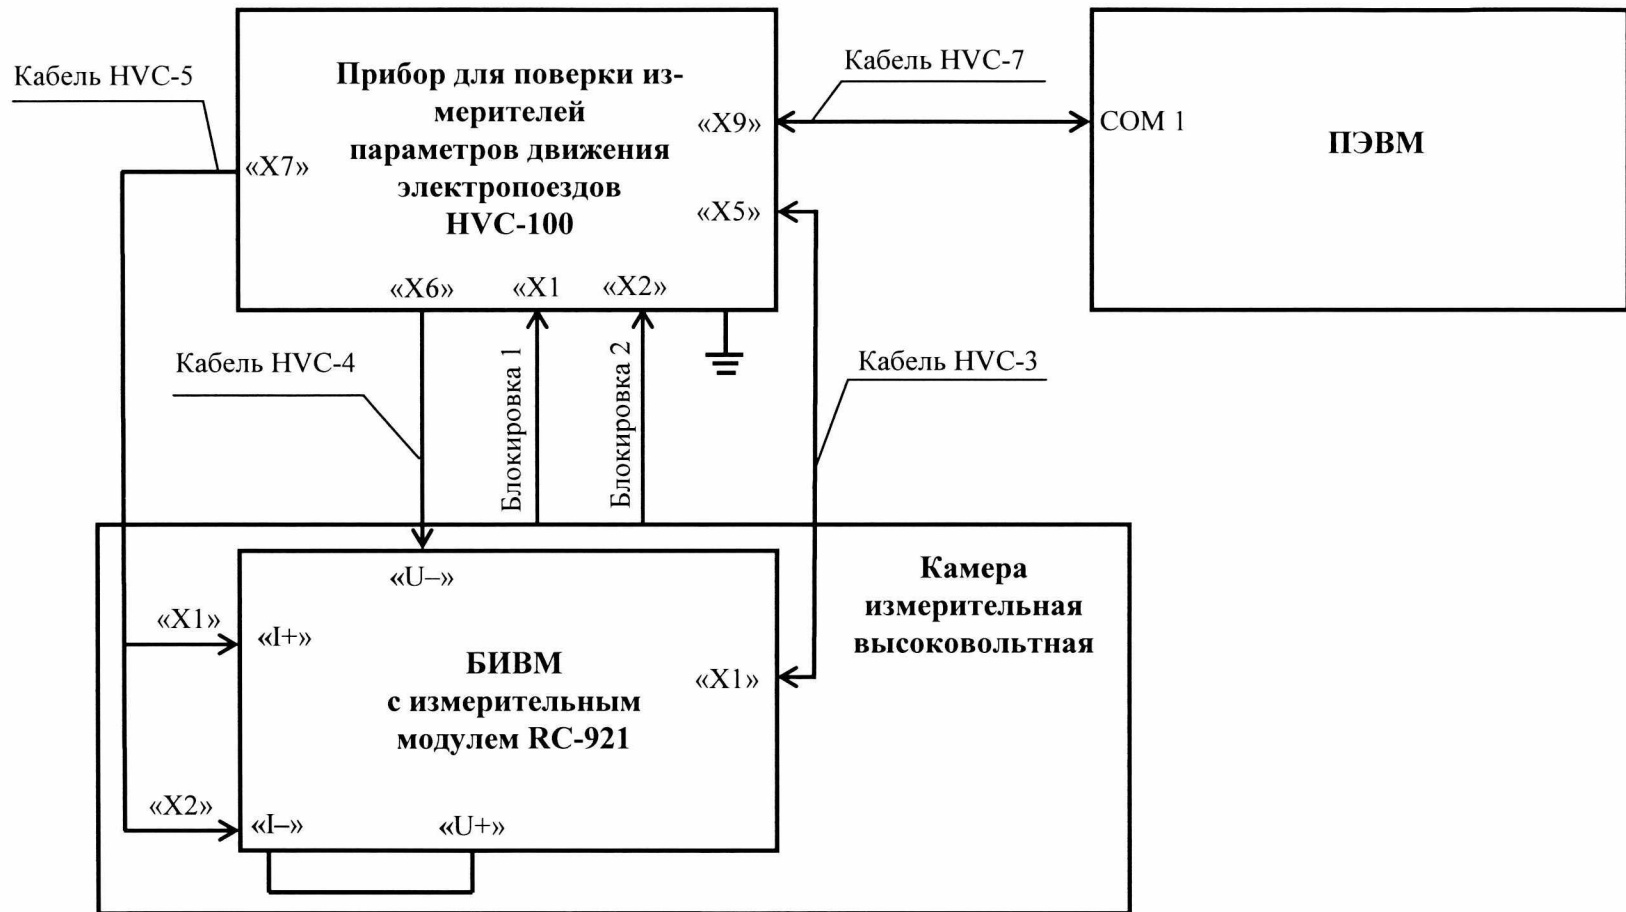 Кабель HVC-5
Прибор для поверки из-
мерителей
параметров движения
электропоездов
HVC-100
«X7»
«X9»
«X5»
«X6»
«X1
«X2»
Кабель HVC-7
COM 1
ПЭВМ
Кабель HVC-4
Блокировка 1
Блокировка 2
Кабель HVC-3
Камера
измерительная
высоковольтная
«U–»
«X1»
«I+»
БИВМ
с измерительным
модулем RC-921
«X1»
«X2»
«I–»
«U+»